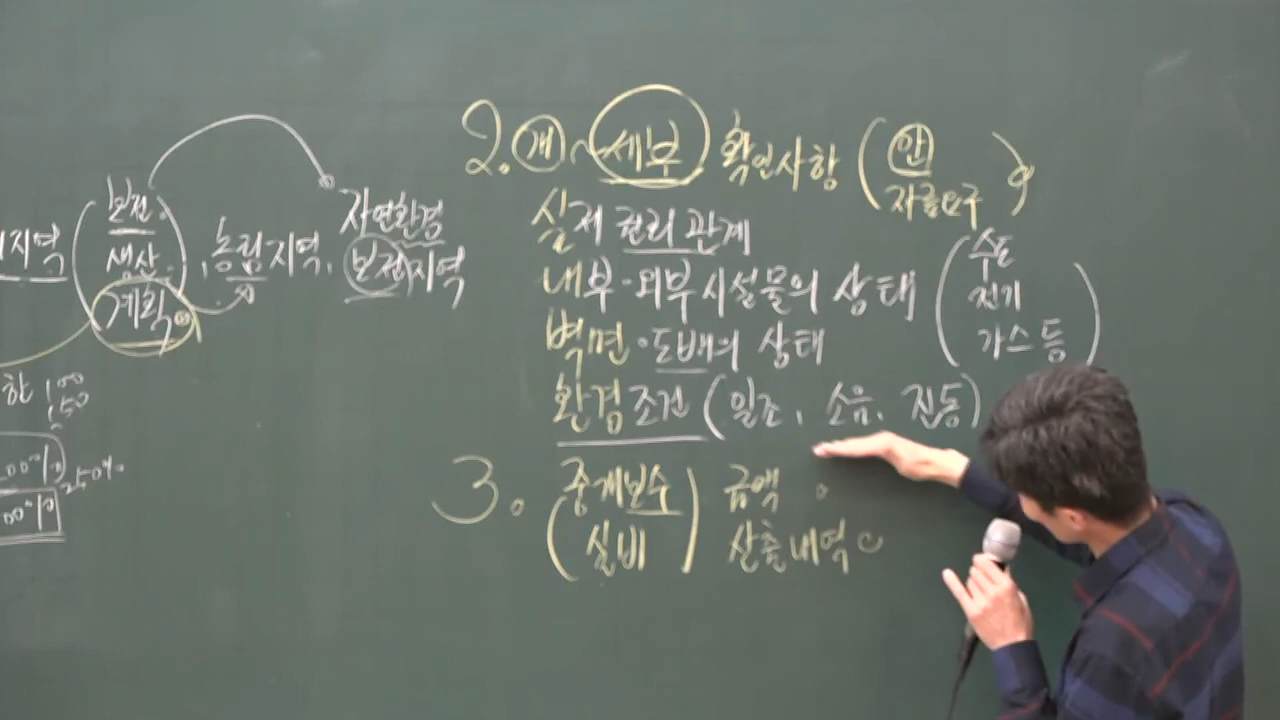 지역 (보전. 생산. 계획) , 농림지역, 자연환경
보전지역
한 100
150
250%
2. 개 ~ 세부 확인사항 (안
자료요구)
실제 권리 관계
내부·외부시설물의 상태 (수도
전기
가스 등)
벽면·도배의 상태
환경조건 (일조, 소음, 진동)
3. (중개보수 금액
실비) 산출내역